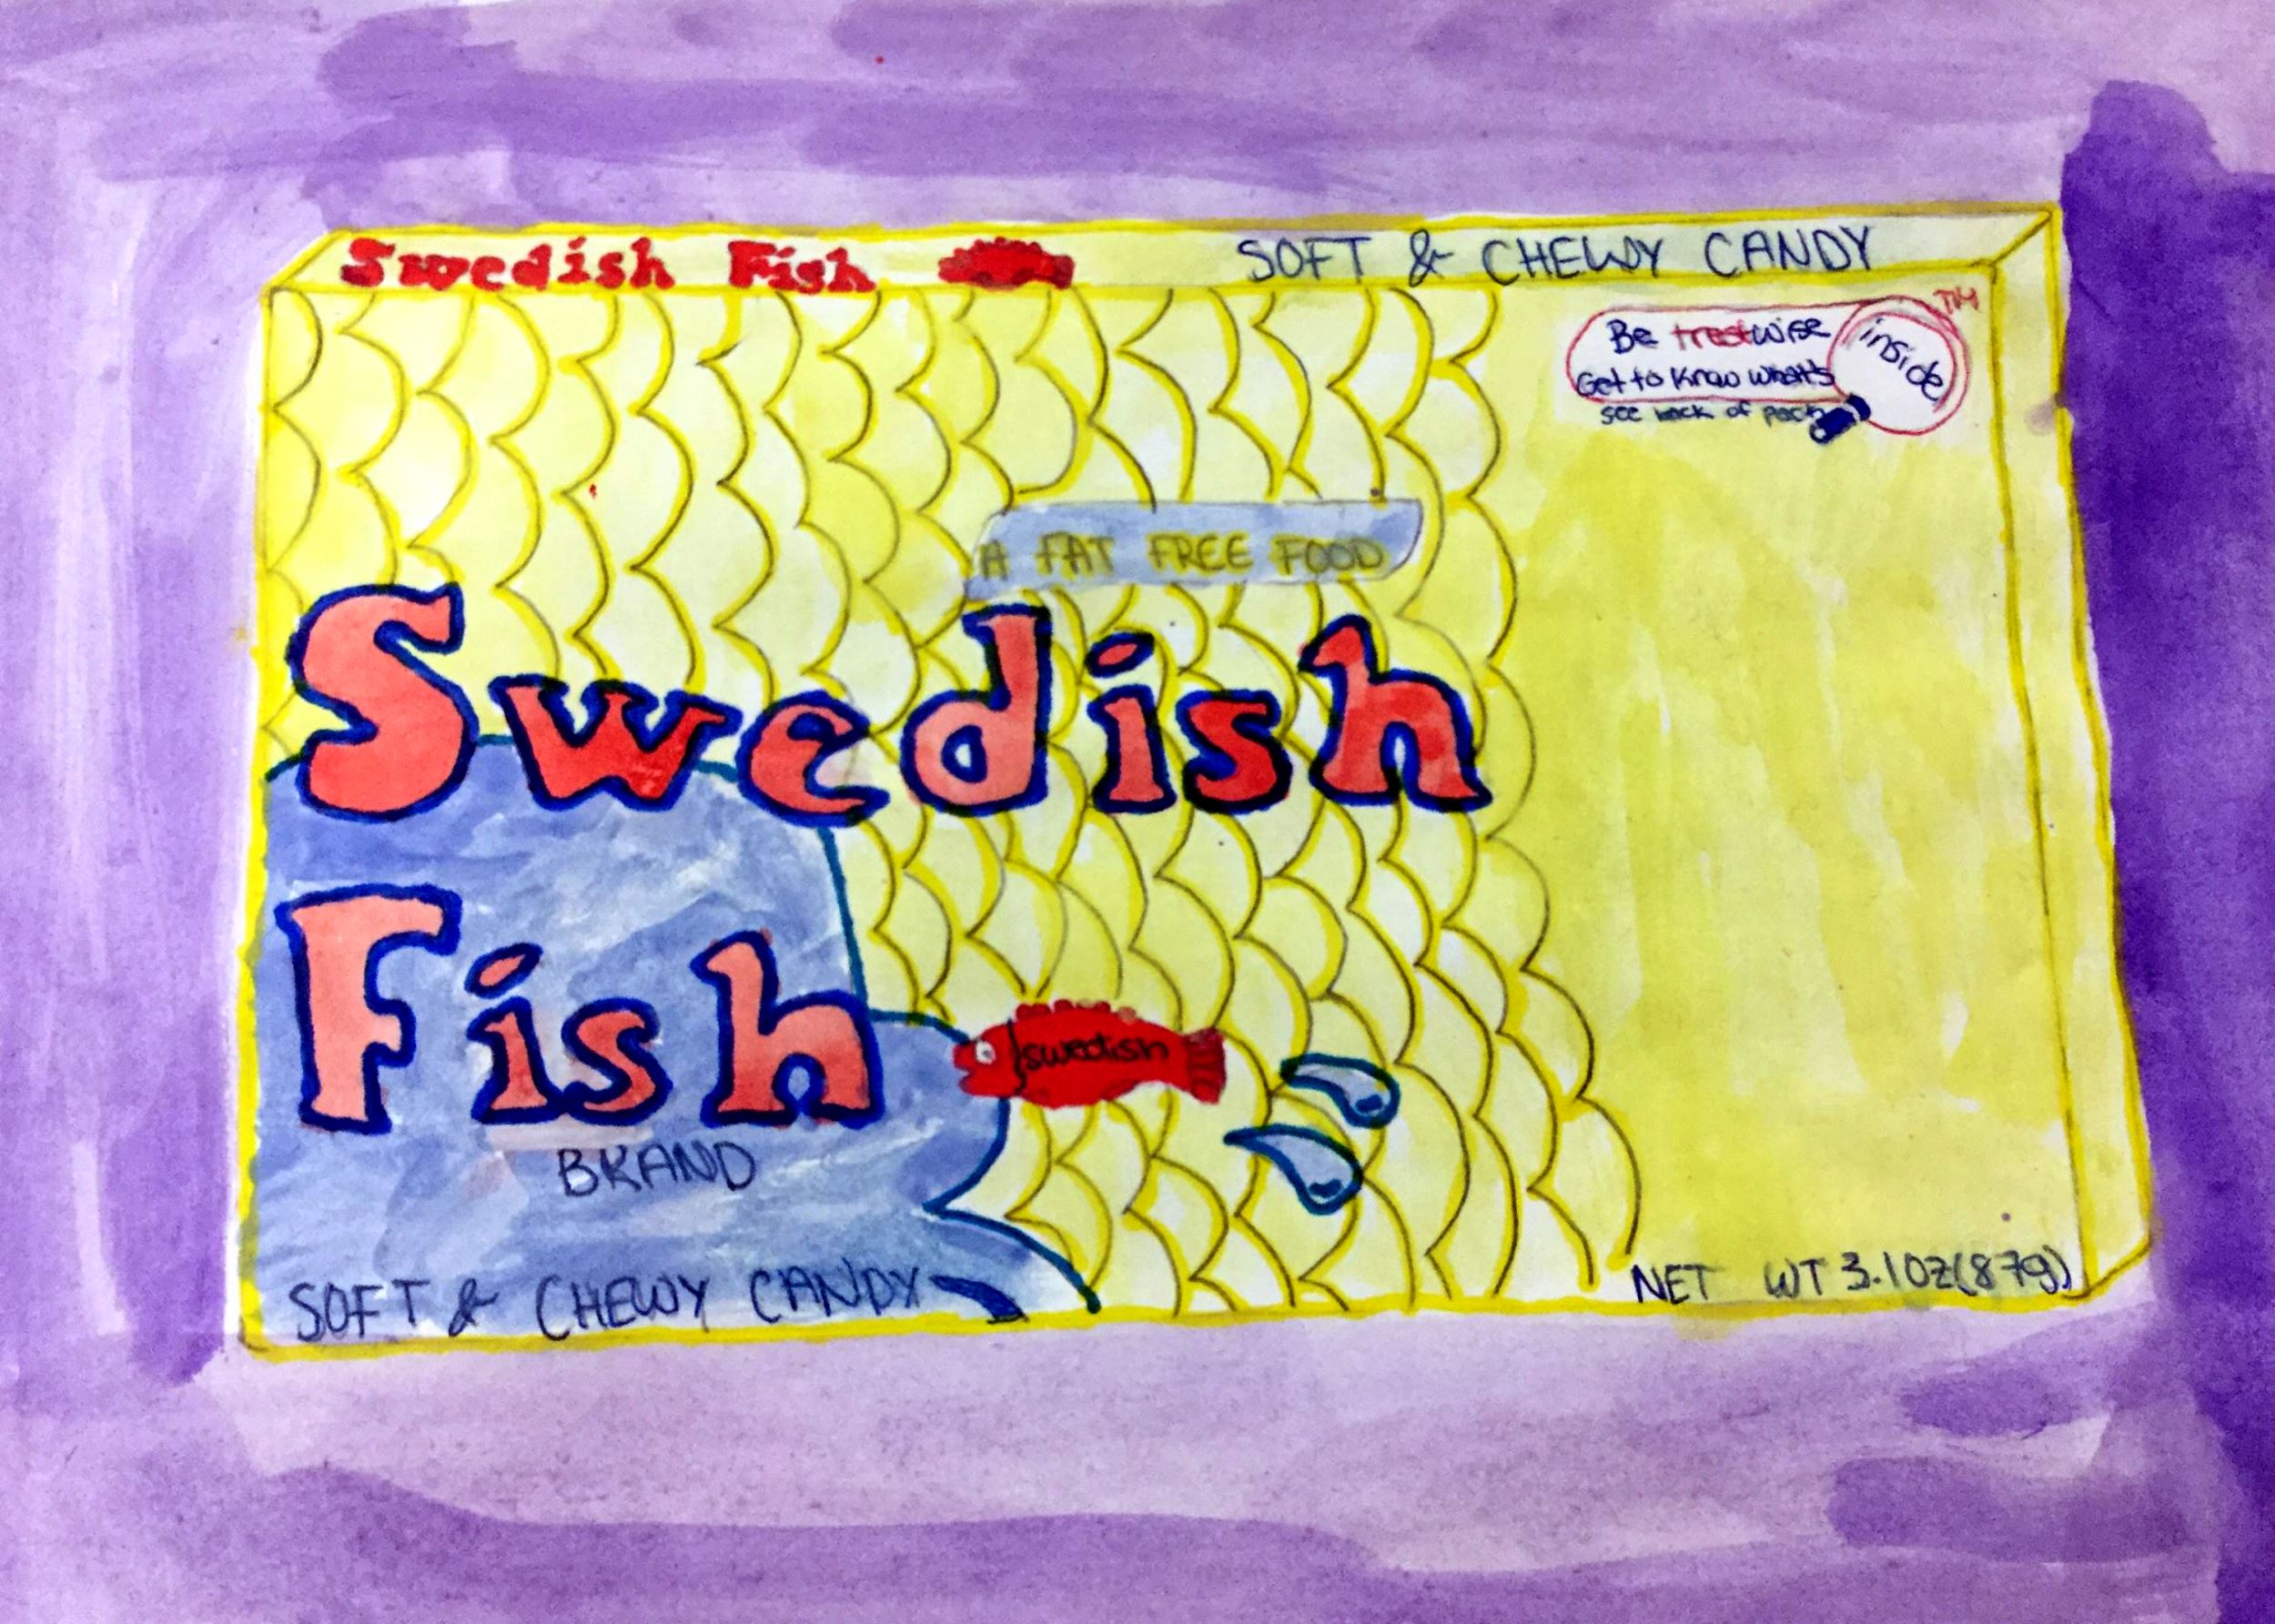 Swedish Fish SOFT & CHEWY CANDY
TM
Be treatwise
Get to know what's inside
see back of pack
A FAT FREE FOOD
Swedish
Fish
swedish
BRAND
SOFT & CHEWY CANDY
NET WT 3.1OZ(87g)